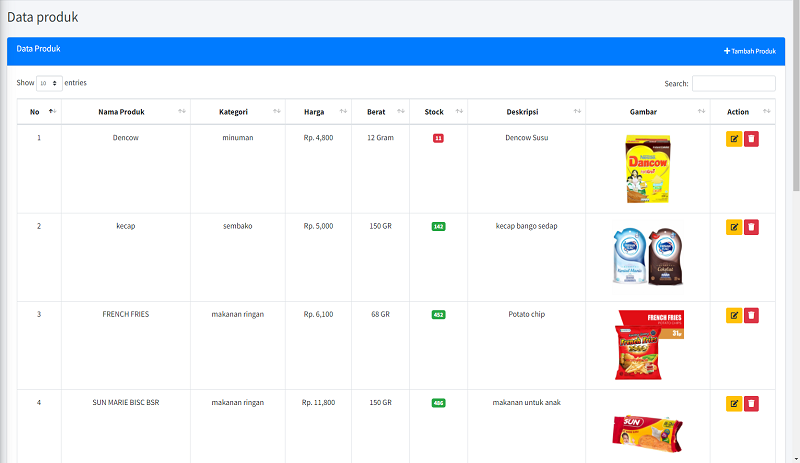 Data produk
Data Produk
Tambah Produk
Show 10 entries
Search:
No Nama Produk Kategori Harga Berat Stock Deskripsi Gambar Action
1 Dencow minuman Rp. 4,800 12 Gram 11 Dencow Susu
Dancow
2 kecap sembako Rp. 5,000 150 GR 142 kecap bango sedap
3 FRENCH FRIES makanan ringan Rp. 6,100 68 GR 452 Potato chip
FRENCH FRIES
4 SUN MARIE BISC BSR makanan ringan Rp. 11,800 150 GR 486 makanan untuk anak
SUN